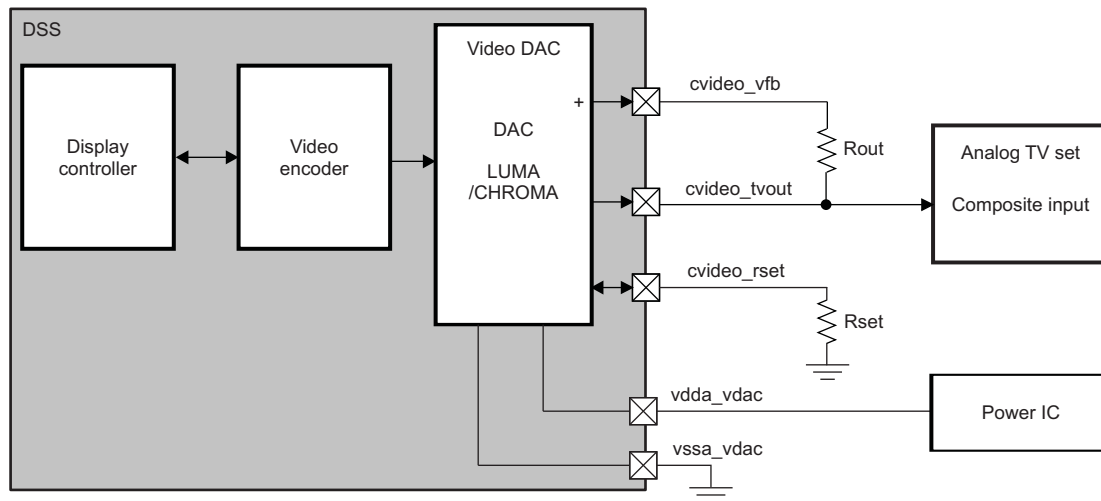 DSS
Display
controller
Video
encoder
Video DAC
+
DAC
LUMA
/CHROMA
cvideo_vfb
Rout
cvideo_tvout
Analog TV set
Composite input
cvideo_rset
Rset
vdda_vdac
Power IC
vssa_vdac